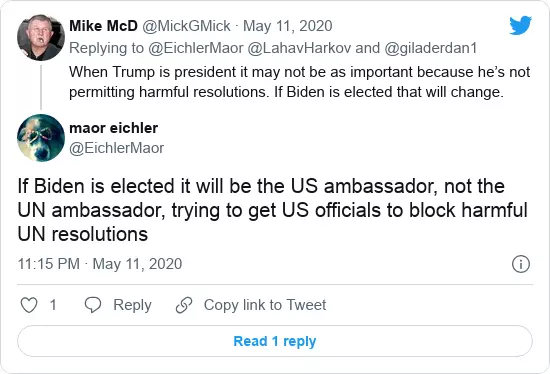 Mike McD @MickGMick · May 11, 2020
Replying to @EichlerMaor @LahavHarkov and @giladerdan1
When Trump is president it may not be as important because he’s not
permitting harmful resolutions. If Biden is elected that will change.
maor eichler
@EichlerMaor
If Biden is elected it will be the US ambassador, not the
UN ambassador, trying to get US officials to block harmful
UN resolutions
11:15 PM · May 11, 2020
1 Reply Copy link to Tweet
Read 1 reply